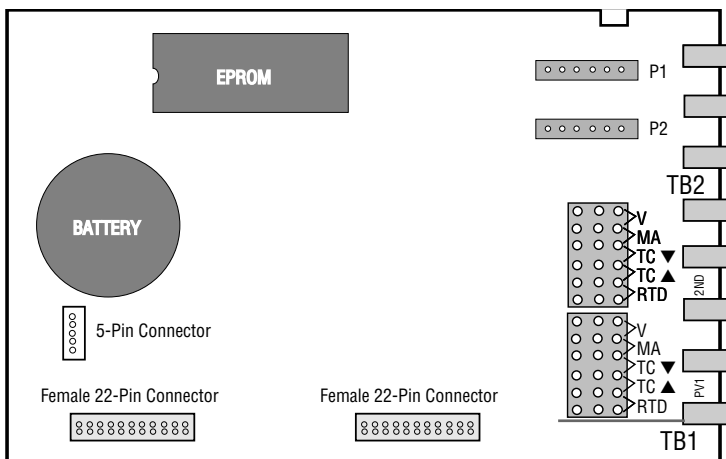 EPROM
P1
P2
TB2
BATTERY
V
MA
TC ▼
TC ▲
RTD
2ND
5-Pin Connector
V
MA
TC ▼
TC ▲
RTD
PV1
Female 22-Pin Connector
Female 22-Pin Connector
TB1